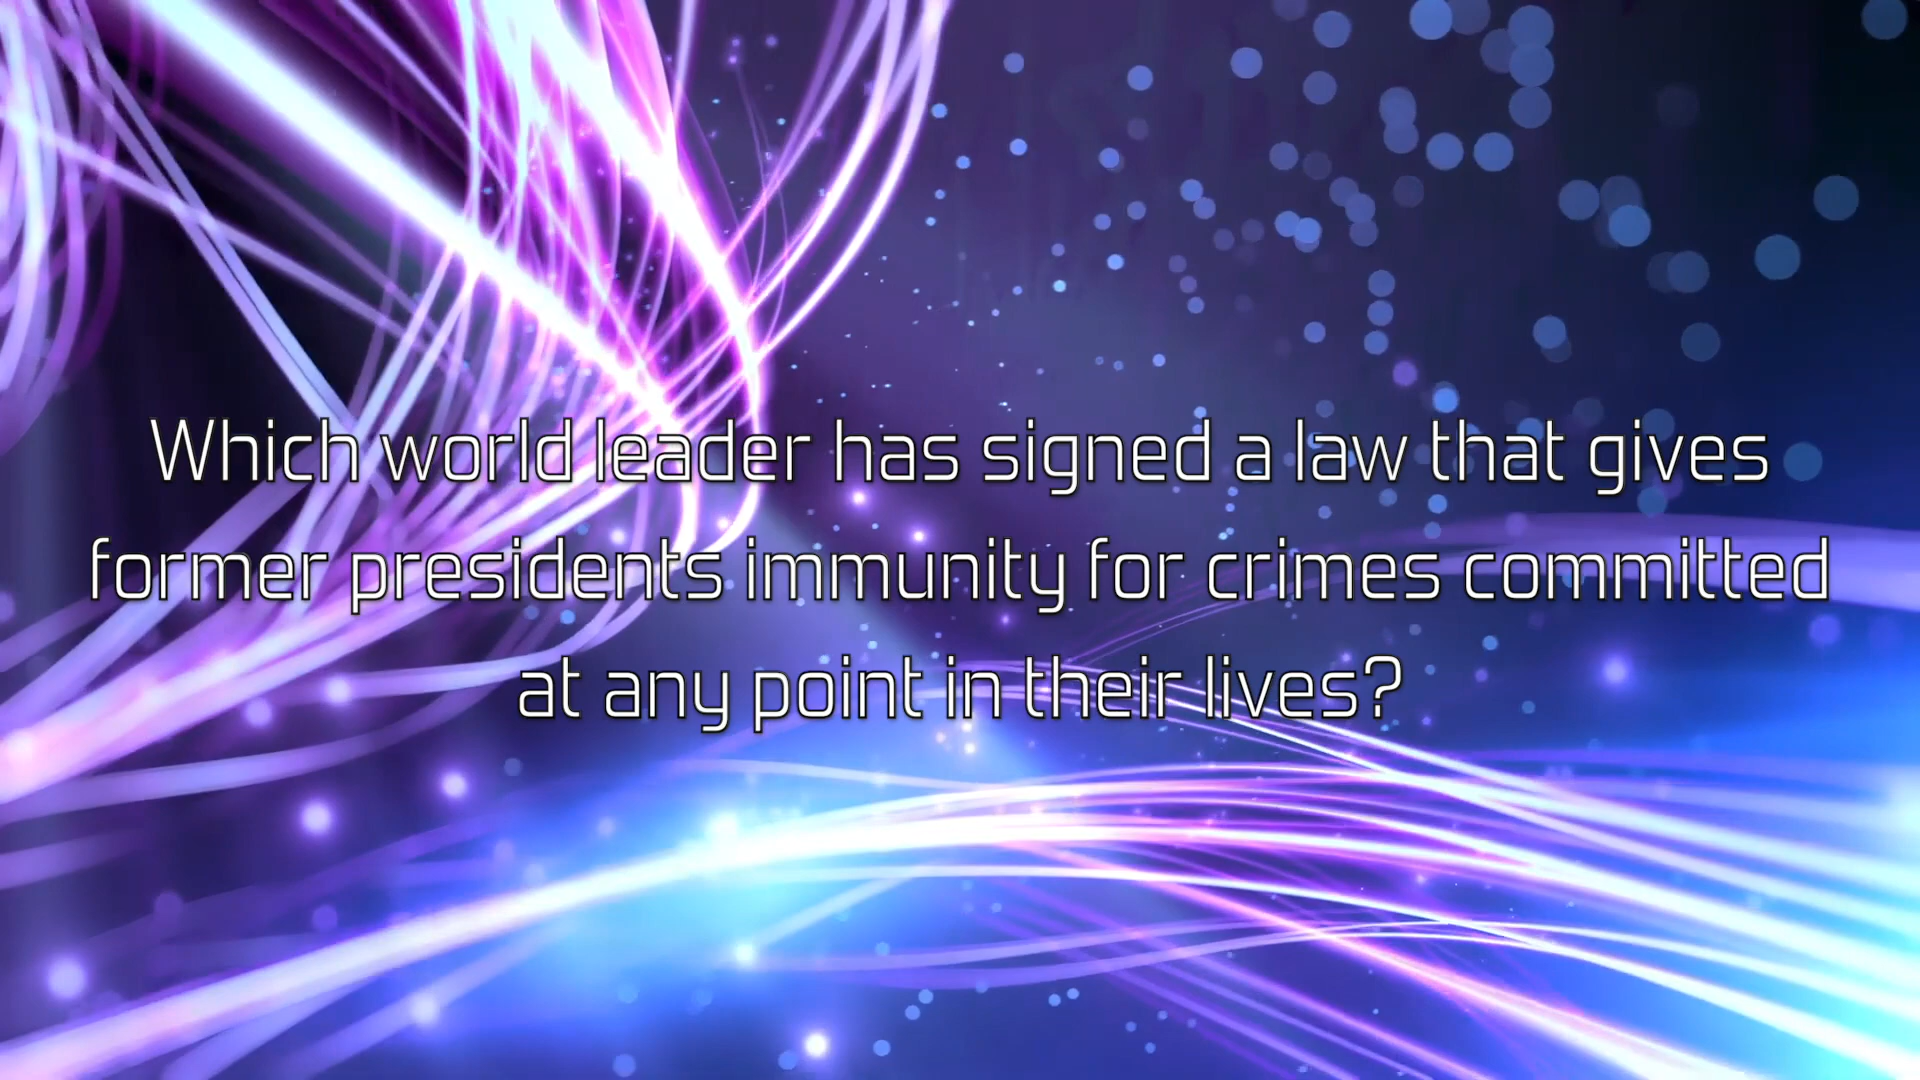 Which world leader has signed a law that gives
former presidents immunity for crimes committed
at any point in their lives?